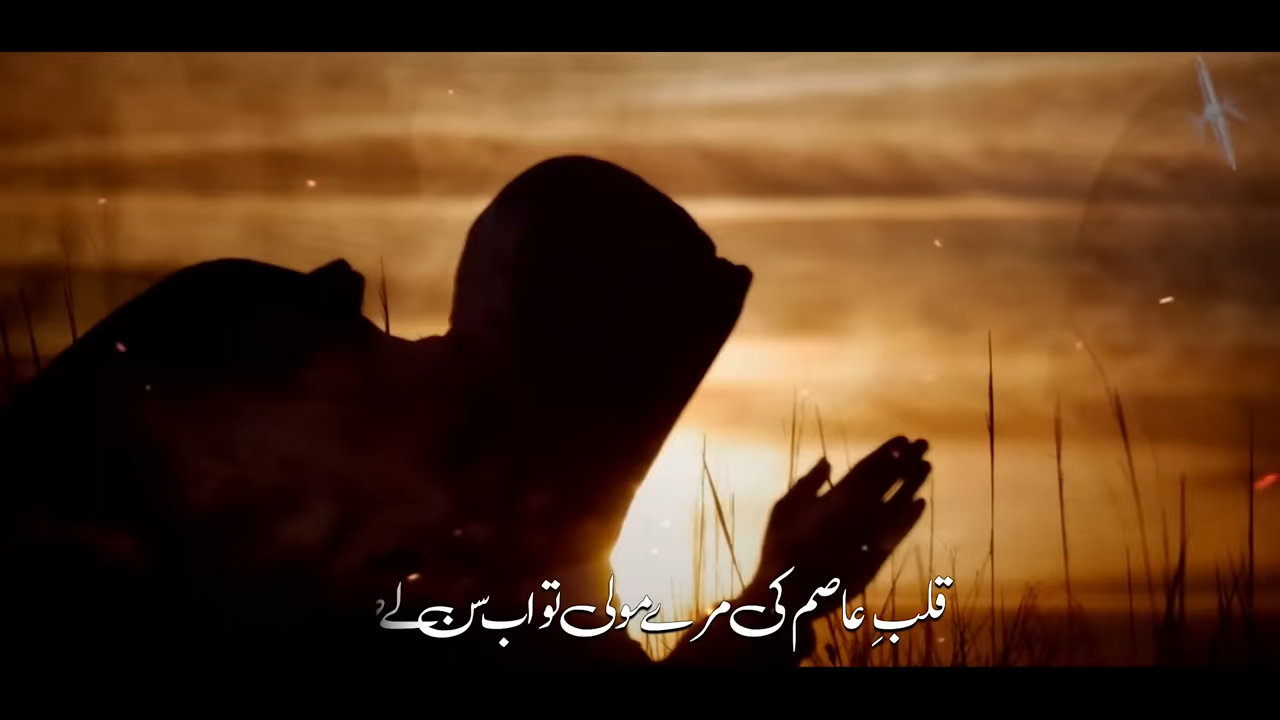 قلبِ عاصم کی مرے مولی تو اب سن لے